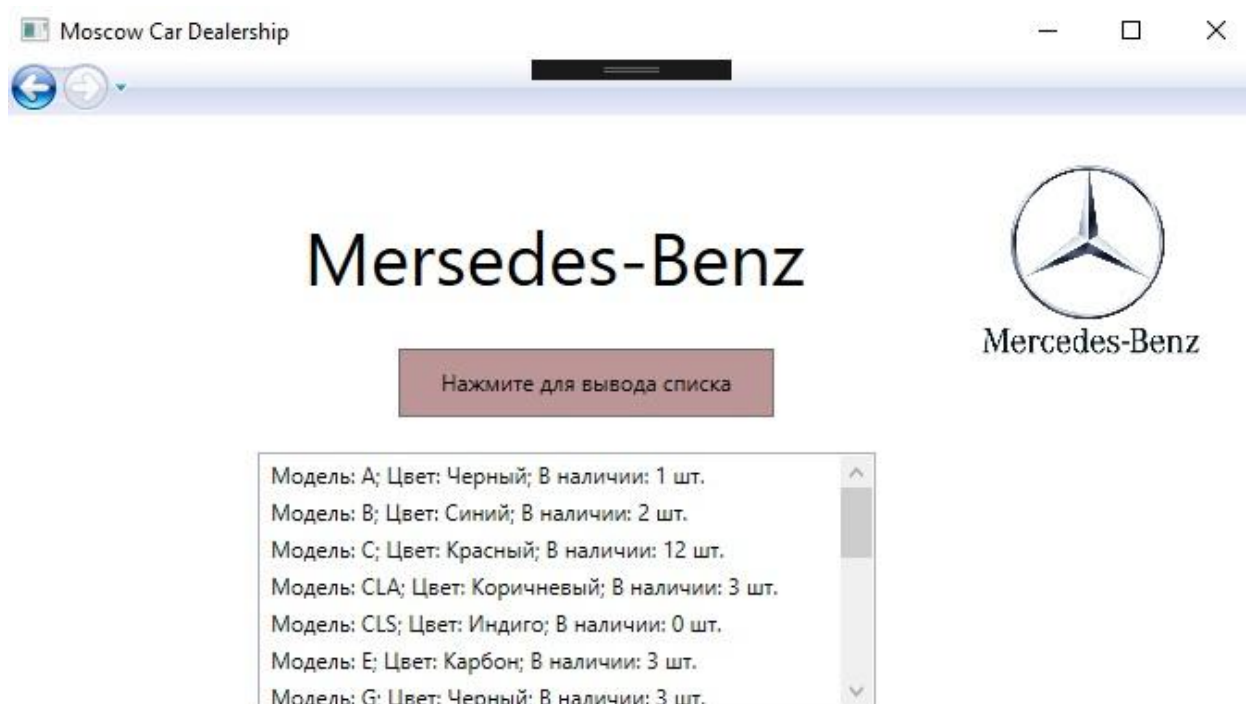 Moscow Car Dealership
Mersedes-Benz
Mercedes-Benz
Нажмите для вывода списка
Модель: A; Цвет: Черный; В наличии: 1 шт.
Модель: B; Цвет: Синий; В наличии: 2 шт.
Модель: C; Цвет: Красный; В наличии: 12 шт.
Модель: CLA; Цвет: Коричневый; В наличии: 3 шт.
Модель: CLS; Цвет: Индиго; В наличии: 0 шт.
Модель: E; Цвет: Карбон; В наличии: 3 шт.
Модель: G; Цвет: Черный; В наличии: 3 шт.